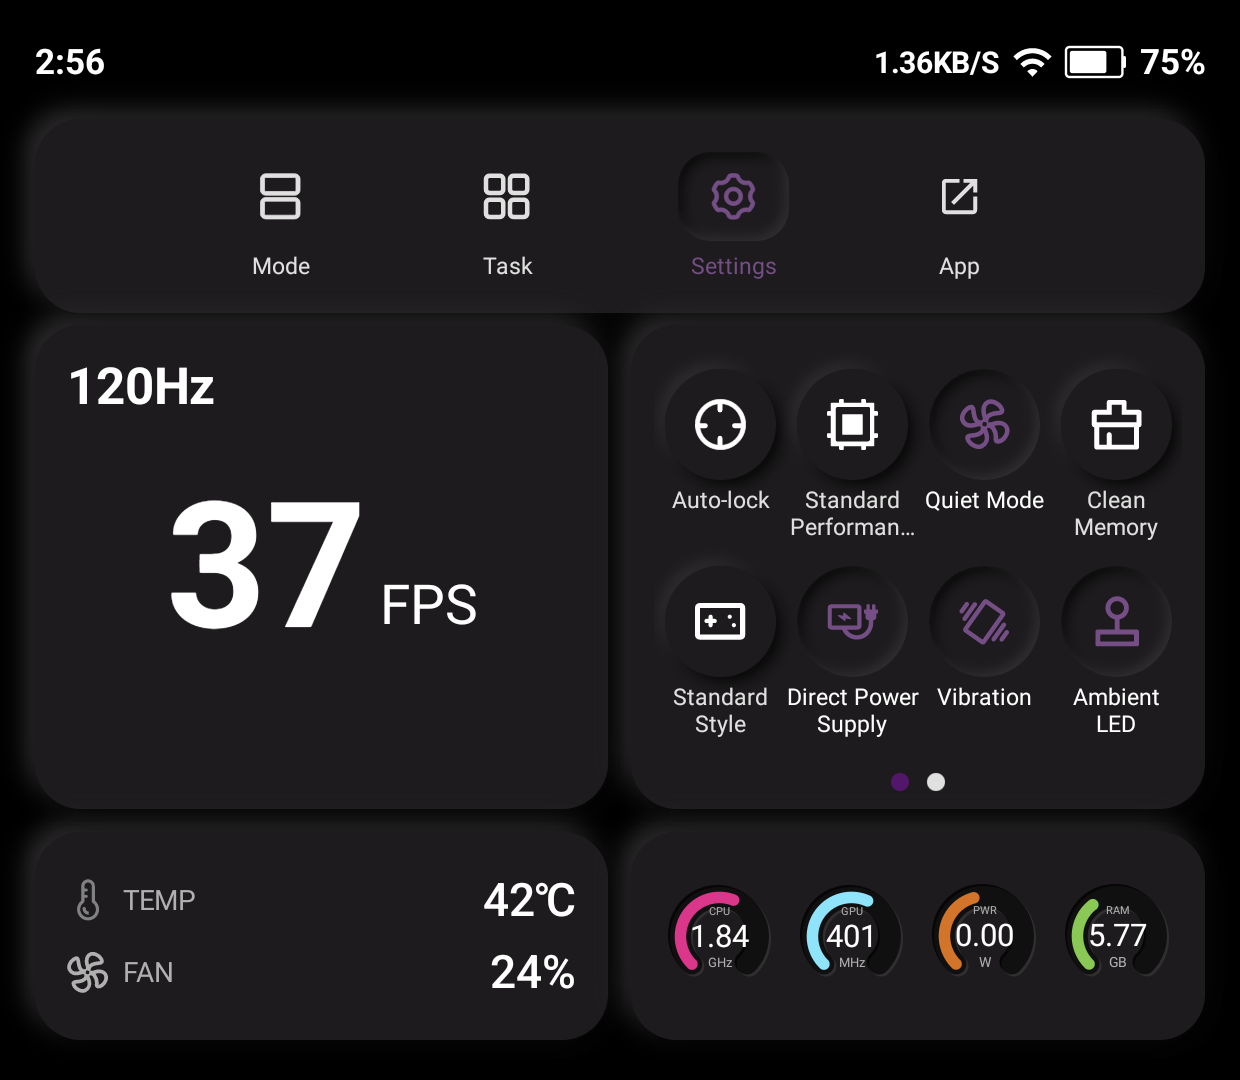 2:56
1.36KB/S
75%
Mode
Task
Settings
App
120Hz
37 FPS
Auto-lock
Standard
Performan...
Quiet Mode
Clean
Memory
Standard
Style
Direct Power
Supply
Vibration
Ambient
LED
TEMP
42℃
FAN
24%
CPU
1.84
GHz
GPU
401
MHz
PWR
0.00
W
RAM
5.77
GB